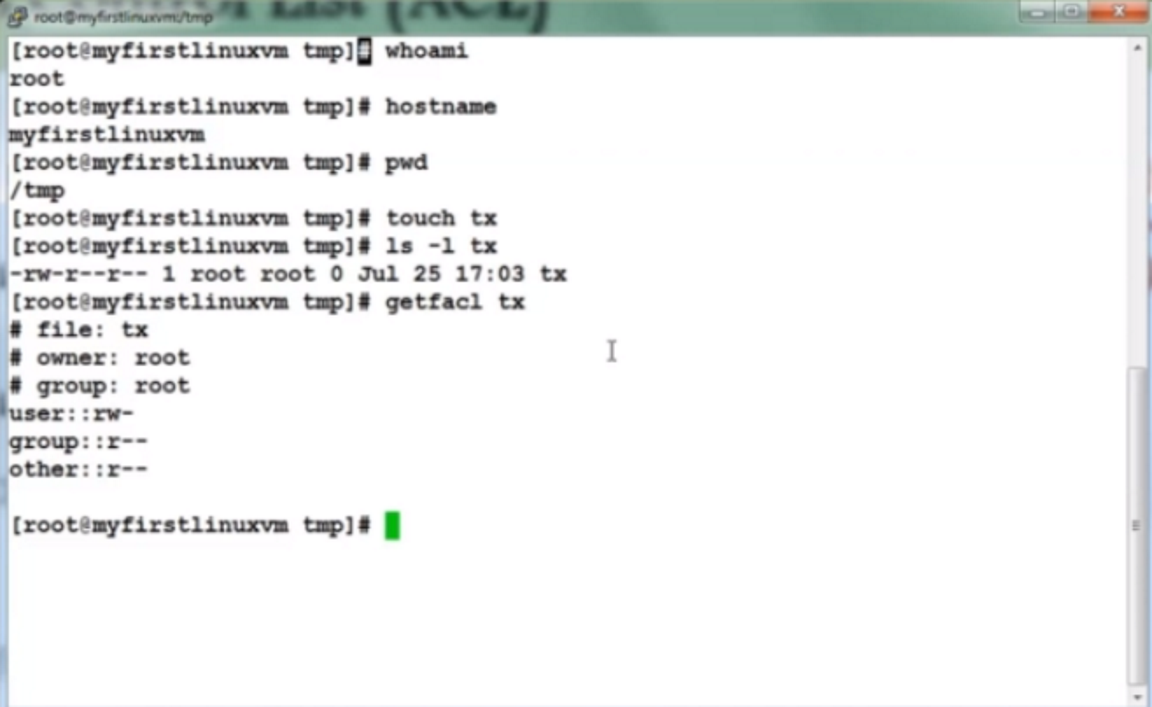 List (ACL)
root@myfirstlinuxvm:/tmp
[root@myfirstlinuxvm tmp]# whoami
root
[root@myfirstlinuxvm tmp]# hostname
myfirstlinuxvm
[root@myfirstlinuxvm tmp]# pwd
/tmp
[root@myfirstlinuxvm tmp]# touch tx
[root@myfirstlinuxvm tmp]# ls -l tx
-rw-r--r-- 1 root root 0 Jul 25 17:03 tx
[root@myfirstlinuxvm tmp]# getfacl tx
# file: tx
# owner: root
# group: root
user::rw-
group::r--
other::r--
[root@myfirstlinuxvm tmp]#